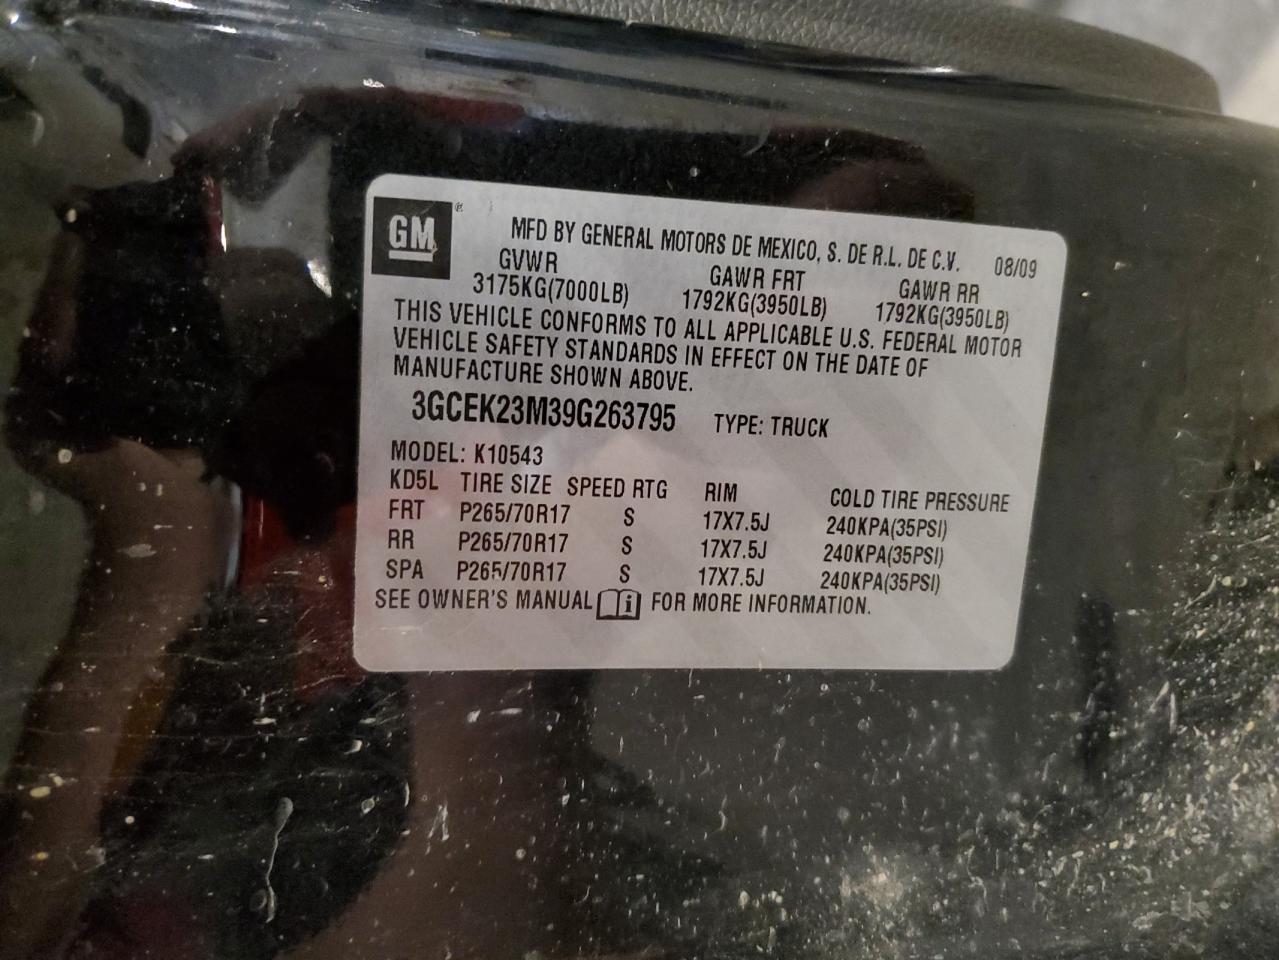 GM ®
MFD BY GENERAL MOTORS DE MEXICO, S. DE R.L. DE C.V. 08/09
GVWR GAWR FRT GAWR RR
3175KG(7000LB) 1792KG(3950LB) 1792KG(3950LB)
THIS VEHICLE CONFORMS TO ALL APPLICABLE U.S. FEDERAL MOTOR
VEHICLE SAFETY STANDARDS IN EFFECT ON THE DATE OF
MANUFACTURE SHOWN ABOVE.
3GCEK23M39G263795 TYPE: TRUCK
MODEL: K10543
KD5L TIRE SIZE SPEED RTG RIM COLD TIRE PRESSURE
FRT P265/70R17 S 17X7.5J 240KPA(35PSI)
RR P265/70R17 S 17X7.5J 240KPA(35PSI)
SPA P265/70R17 S 17X7.5J 240KPA(35PSI)
SEE OWNER'S MANUAL i FOR MORE INFORMATION.